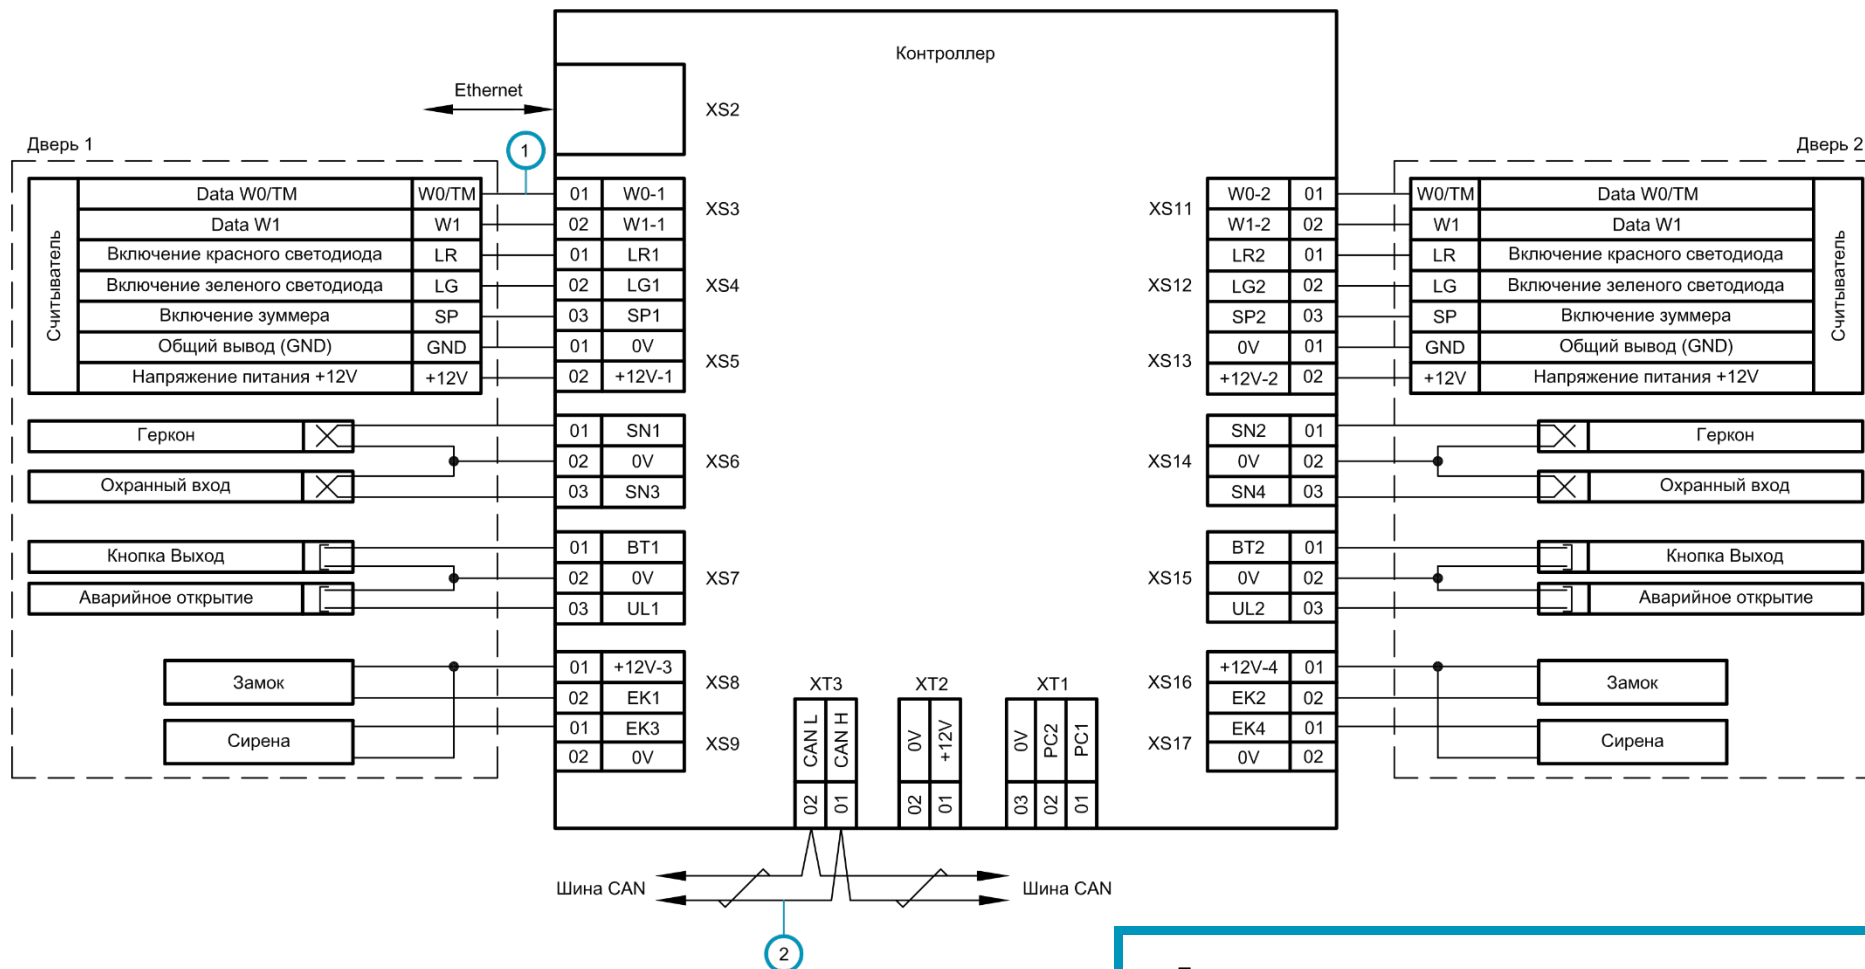 Контроллер
Ethernet
XS2
Дверь 1
Дверь 2
1
Считыватель
Data W0/TM W0/TM 01 W0-1
Data W1 W1 02 W1-1
XS3
Включение красного светодиода LR 01 LR1
Включение зеленого светодиода LG 02 LG1
Включение зуммера SP 03 SP1
XS4
Общий вывод (GND) GND 01 0V
Напряжение питания +12V +12V 02 +12V-1
XS5
Геркон 01 SN1
02 0V XS6
Охранный вход 03 SN3
Кнопка Выход 01 BT1
02 0V XS7
Аварийное открытие 03 UL1
Замок
01 +12V-3
02 EK1
XS8
Сирена
01 EK3
02 0V
XS9
XS11
W0-2 01 W0/TM Data W0/TM
W1-2 02 W1 Data W1
XS12
LR2 01 LR Включение красного светодиода
LG2 02 LG Включение зеленого светодиода
SP2 03 SP Включение зуммера
XS13
0V 01 GND Общий вывод (GND)
+12V-2 02 +12V Напряжение питания +12V
Считыватель
SN2 01 Геркон
XS14 0V 02
SN4 03 Охранный вход
BT2 01 Кнопка Выход
XS15 0V 02
UL2 03 Аварийное открытие
XS16
+12V-4 01
EK2 02
Замок
XS17
EK4 01
0V 02
Сирена
XT3 XT2 XT1
CAN L CAN H 0V +12V 0V PC2 PC1
02 01 02 01 03 02 01
Шина CAN Шина CAN
2